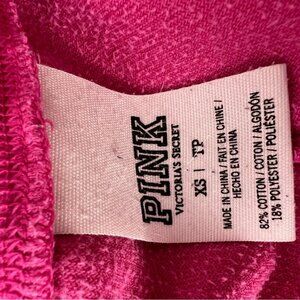 PINK
VICTORIA'S SECRET
XS | TP
MADE IN CHINA / FAIT EN CHINE /
HECHO EN CHINA
82% COTTON / COTON / ALGODÓN
18% POLYESTER / POLIÉSTER